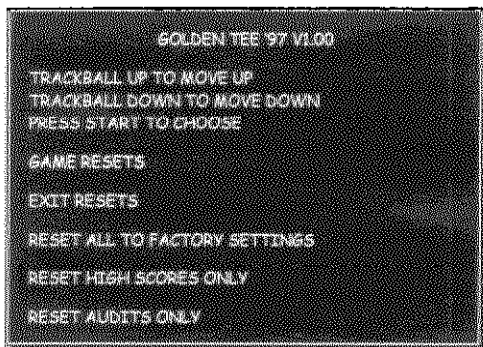 GOLDEN TEE '97 V1.00
TRACKBALL UP TO MOVE UP
TRACKBALL DOWN TO MOVE DOWN
PRESS START TO CHOOSE
GAME RESETS
EXIT RESETS
RESET ALL TO FACTORY SETTINGS
RESET HIGH SCORES ONLY
RESET AUDITS ONLY